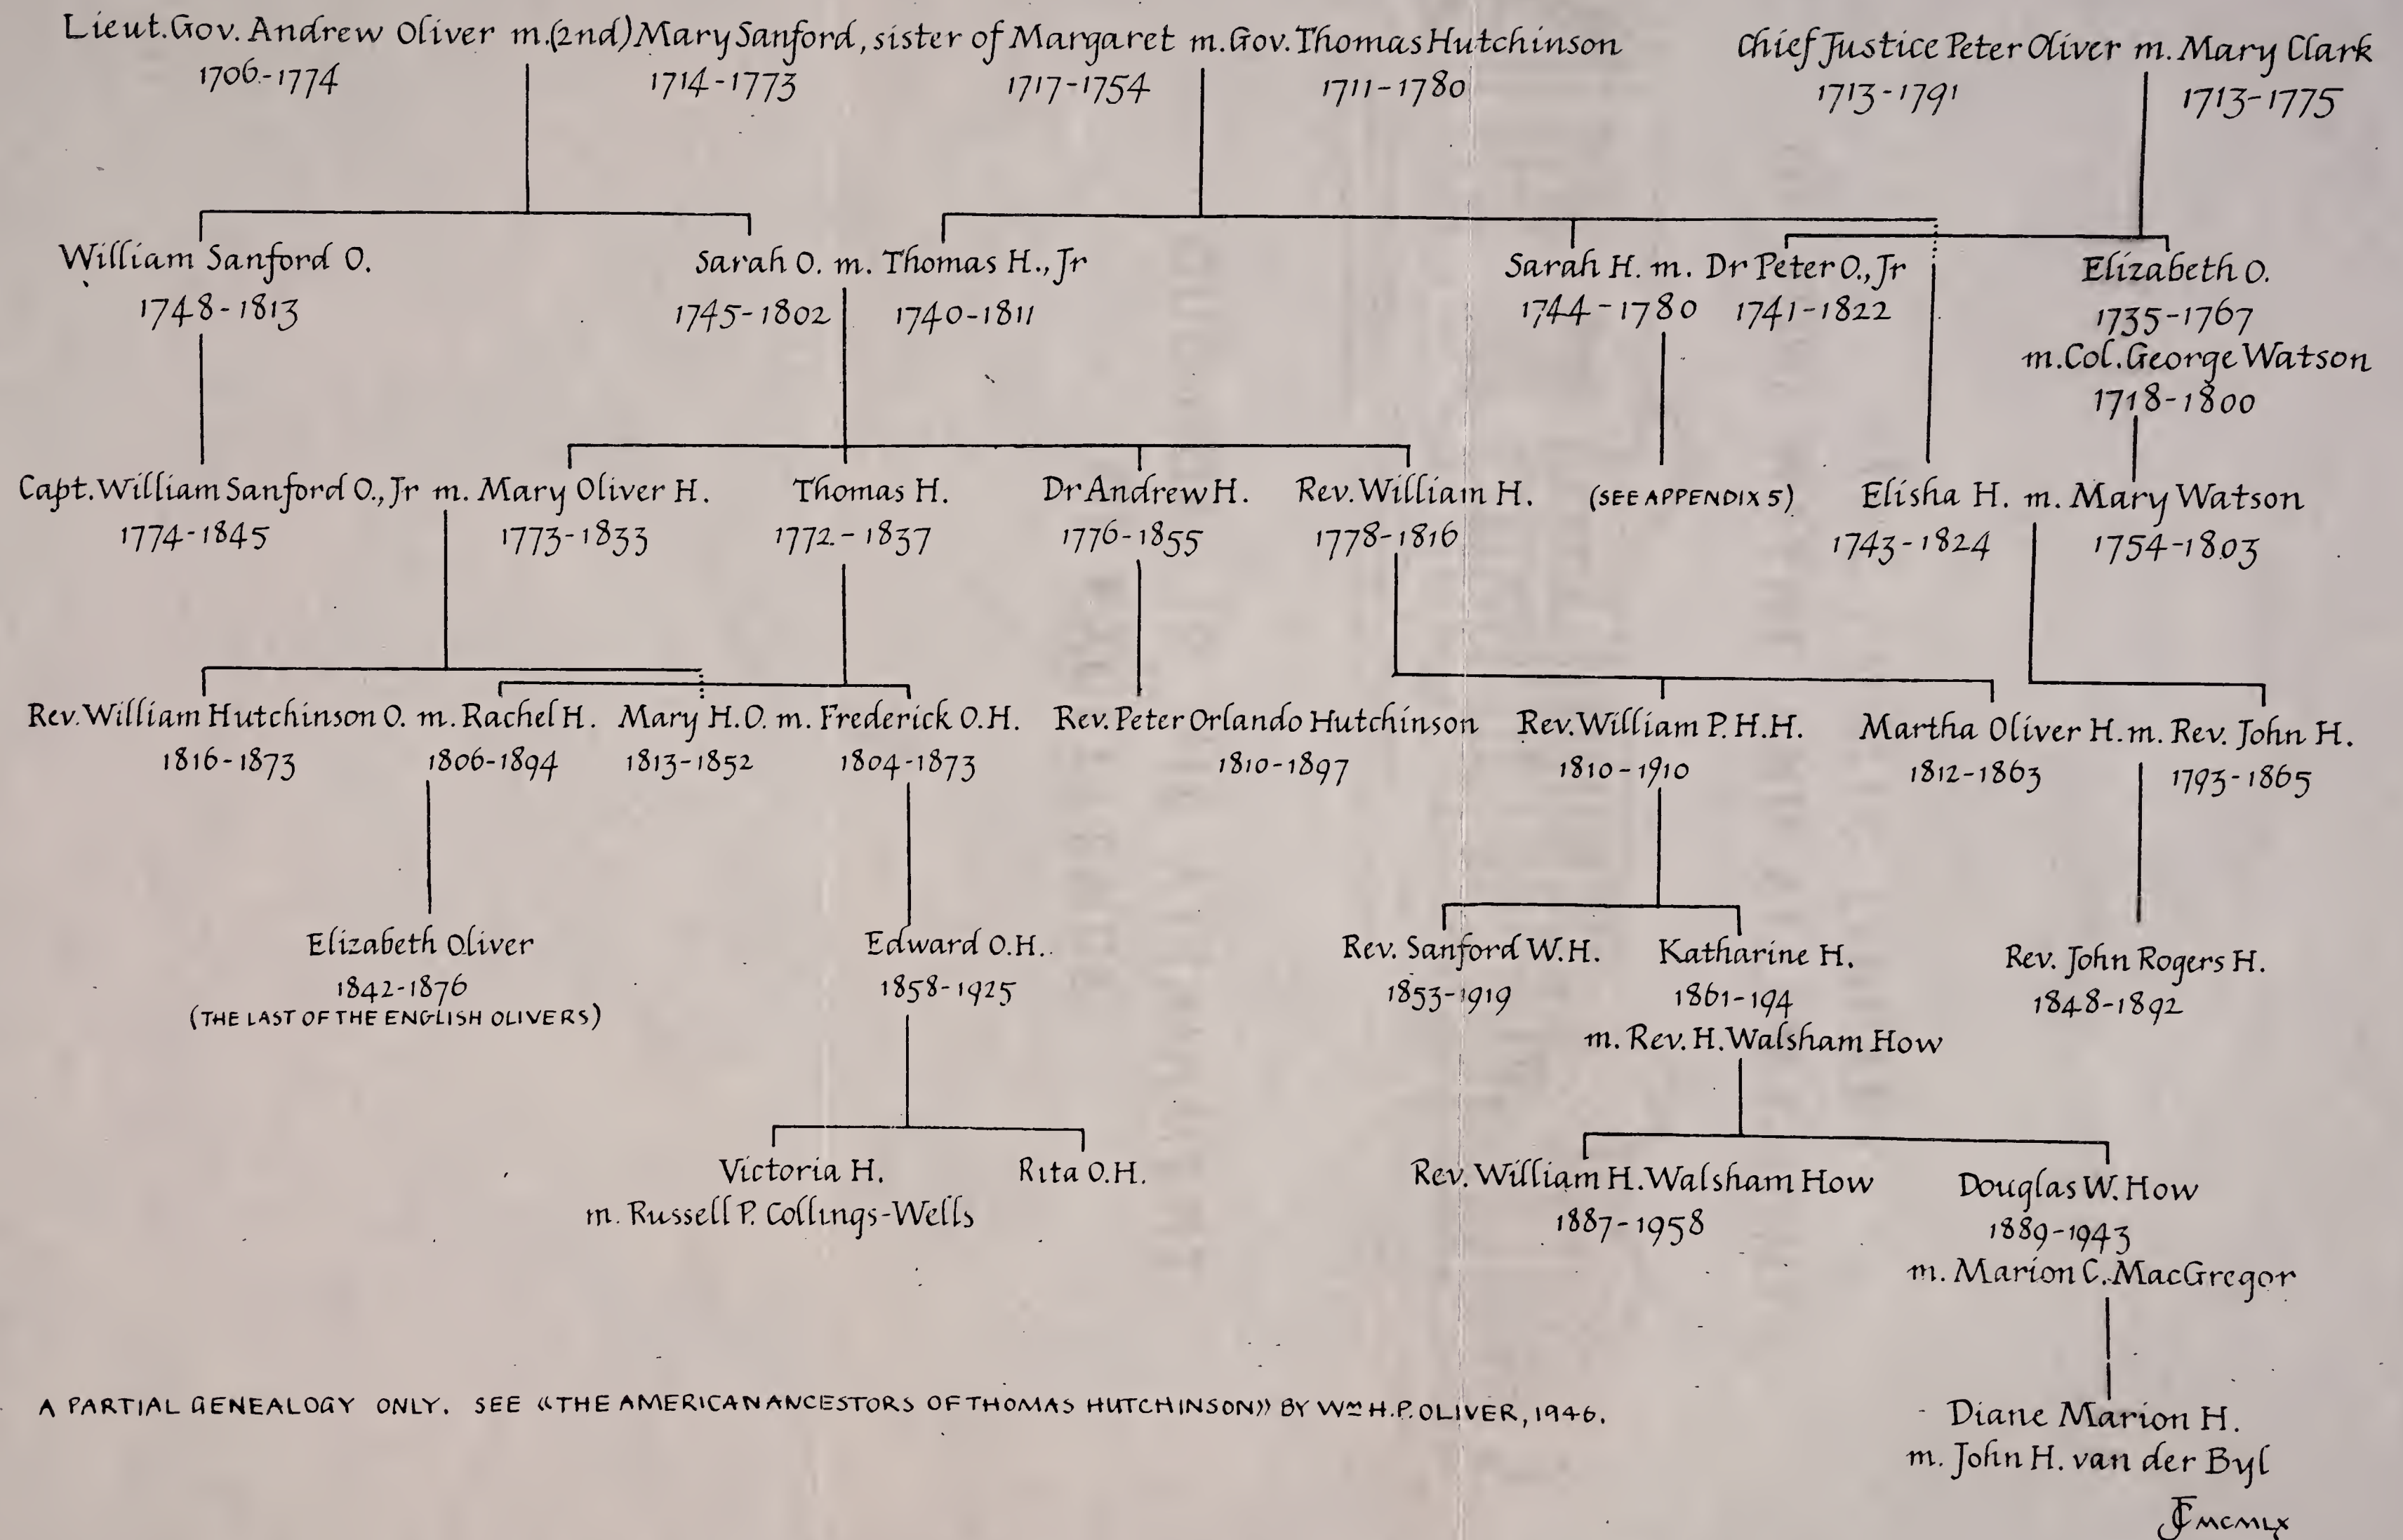 Lieut. Gov. Andrew Oliver m. (2nd) Mary Sanford, sister of Margaret m. Gov. Thomas Hutchinson Chief Justice Peter Oliver m. Mary Clark
1706-1774 1714-1773 1717-1754 1711-1780 1713-1791 1713-1775
William Sanford O. Sarah O. m. Thomas H., Jr Sarah H. m. Dr Peter O., Jr Elizabeth O.
1748-1813 1745-1802 1740-1811 1744-1780 1741-1822 1735-1767
m. Col. George Watson
1718-1800
Capt. William Sanford O., Jr m. Mary Oliver H. Thomas H. Dr Andrew H. Rev. William H. (SEE APPENDIX 5) Elisha H. m. Mary Watson
1774-1845 1773-1833 1772-1837 1776-1855 1778-1816 1743-1824 1754-1803
Rev. William Hutchinson O. m. Rachel H. Mary H.O. m. Frederick O.H. Rev. Peter Orlando Hutchinson Rev. William P.H.H. Martha Oliver H. m. Rev. John H.
1816-1873 1806-1894 1813-1852 1804-1873 1810-1897 1810-1910 1812-1863 1793-1865
Elizabeth Oliver Edward O.H. Rev. Sanford W.H. Katharine H. Rev. John Rogers H.
1842-1876 1858-1925 1853-1919 1861-194 1848-1892
(THE LAST OF THE ENGLISH OLIVERS)
m. Rev. H. Walsham How
Victoria H. Rita O.H. Rev. William H. Walsham How Douglas W. How
m. Russell P. Collings-Wells 1887-1958 1889-1943
m. Marion C. MacGregor
A PARTIAL GENEALOGY ONLY. SEE «THE AMERICAN ANCESTORS OF THOMAS HUTCHINSON» BY Wm H.P. OLIVER, 1946.
Diane Marion H.
m. John H. van der Byl
MCMLX